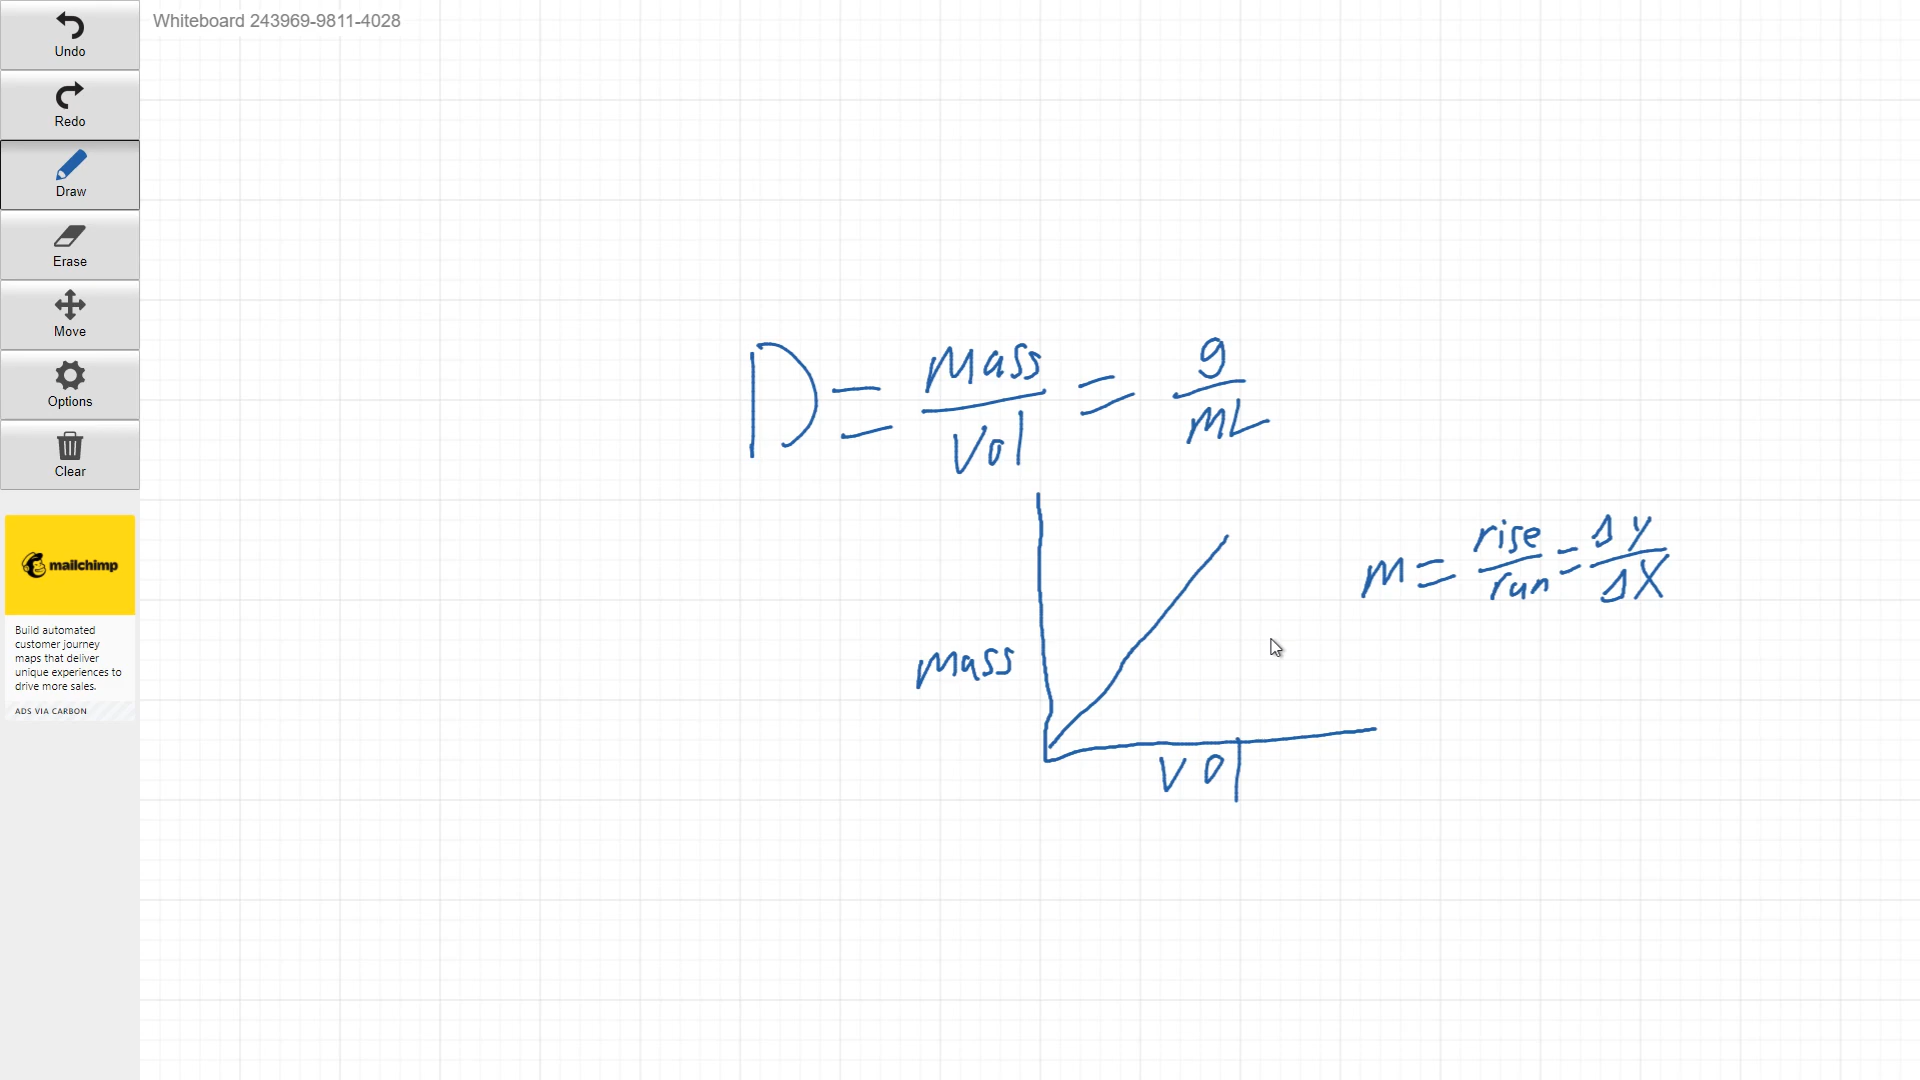 Whiteboard 243969-9811-4028
Undo
Redo
Draw
Erase
Move
Options
Clear
mailchimp
Build automated
customer journey
maps that deliver
unique experiences to
drive more sales.
ADS VIA CARBON
D = Mass / Vol = g / mL
m = rise / run = Δy / Δx
Mass
Vol